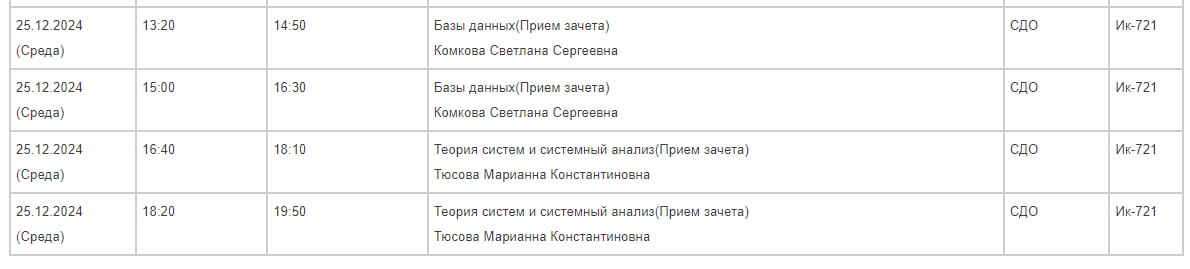 25.12.2024 13:20 14:50 Базы данных(Прием зачета) СДО Ик-721
(Среда) Комкова Светлана Сергеевна
25.12.2024 15:00 16:30 Базы данных(Прием зачета) СДО Ик-721
(Среда) Комкова Светлана Сергеевна
25.12.2024 16:40 18:10 Теория систем и системный анализ(Прием зачета) СДО Ик-721
(Среда) Тюсова Марианна Константиновна
25.12.2024 18:20 19:50 Теория систем и системный анализ(Прием зачета) СДО Ик-721
(Среда) Тюсова Марианна Константиновна